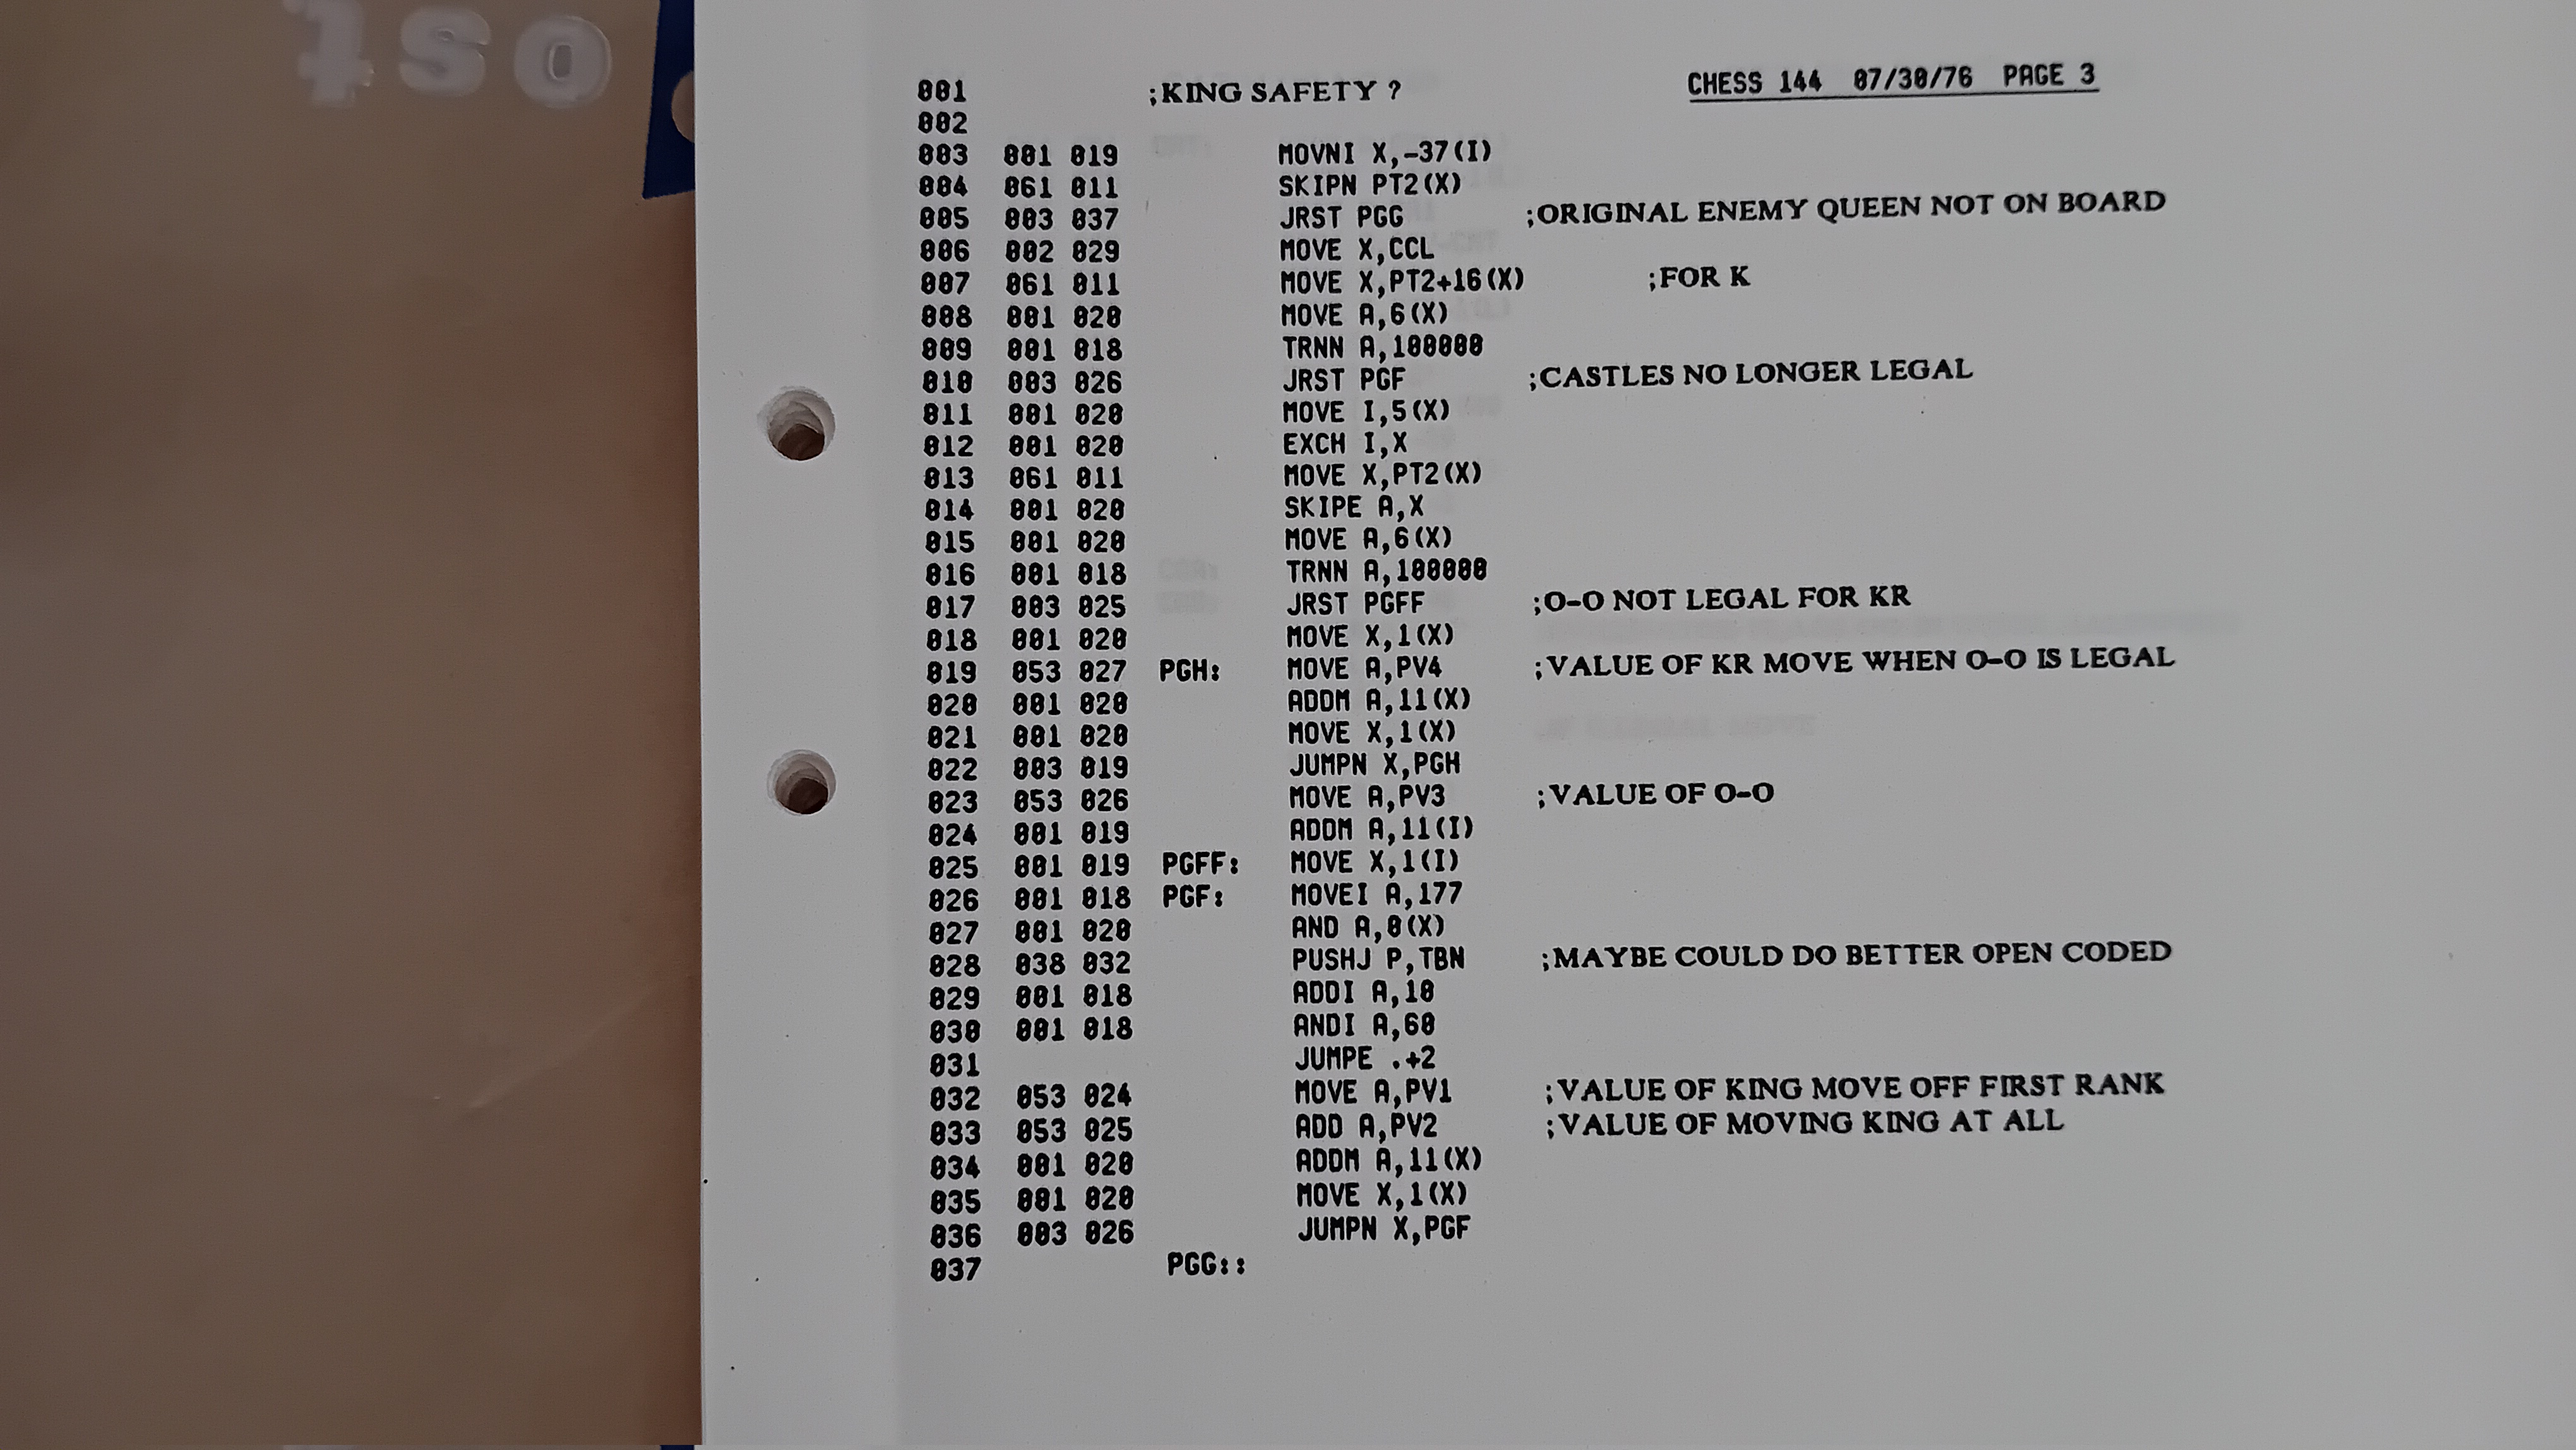 CHESS 144 07/30/76 PAGE 3
001 ;KING SAFETY ?
002
003 001 019 MOVNI X,-37(I)
004 061 011 SKIPN PT2(X)
005 003 037 JRST PGG ;ORIGINAL ENEMY QUEEN NOT ON BOARD
006 002 029 MOVE X,CCL
007 061 011 MOVE X,PT2+16(X) ;FOR K
008 001 020 MOVE A,6(X)
009 001 018 TRNN A,100000
010 003 026 JRST PGF ;CASTLES NO LONGER LEGAL
011 001 020 MOVE I,5(X)
012 001 020 EXCH I,X
013 061 011 MOVE X,PT2(X)
014 001 020 SKIPE A,X
015 001 020 MOVE A,6(X)
016 001 018 TRNN A,100000
017 003 025 JRST PGFF ;O-O NOT LEGAL FOR KR
018 001 020 MOVE X,1(X)
019 053 027 PGH: MOVE A,PV4 ;VALUE OF KR MOVE WHEN O-O IS LEGAL
020 001 020 ADDM A,11(X)
021 001 020 MOVE X,1(X)
022 003 019 JUMPN X,PGH
023 053 026 MOVE A,PV3 ;VALUE OF O-O
024 001 019 ADDM A,11(I)
025 001 019 PGFF: MOVE X,1(I)
026 001 018 PGF: MOVEI A,177
027 001 020 AND A,0(X)
028 038 032 PUSHJ P,TBN ;MAYBE COULD DO BETTER OPEN CODED
029 001 018 ADDI A,10
030 001 018 ANDI A,60
031 JUMPE .+2
032 053 024 MOVE A,PV1 ;VALUE OF KING MOVE OFF FIRST RANK
033 053 025 ADD A,PV2 ;VALUE OF MOVING KING AT ALL
034 001 020 ADDM A,11(X)
035 001 020 MOVE X,1(X)
036 003 026 JUMPN X,PGF
037 PGG::